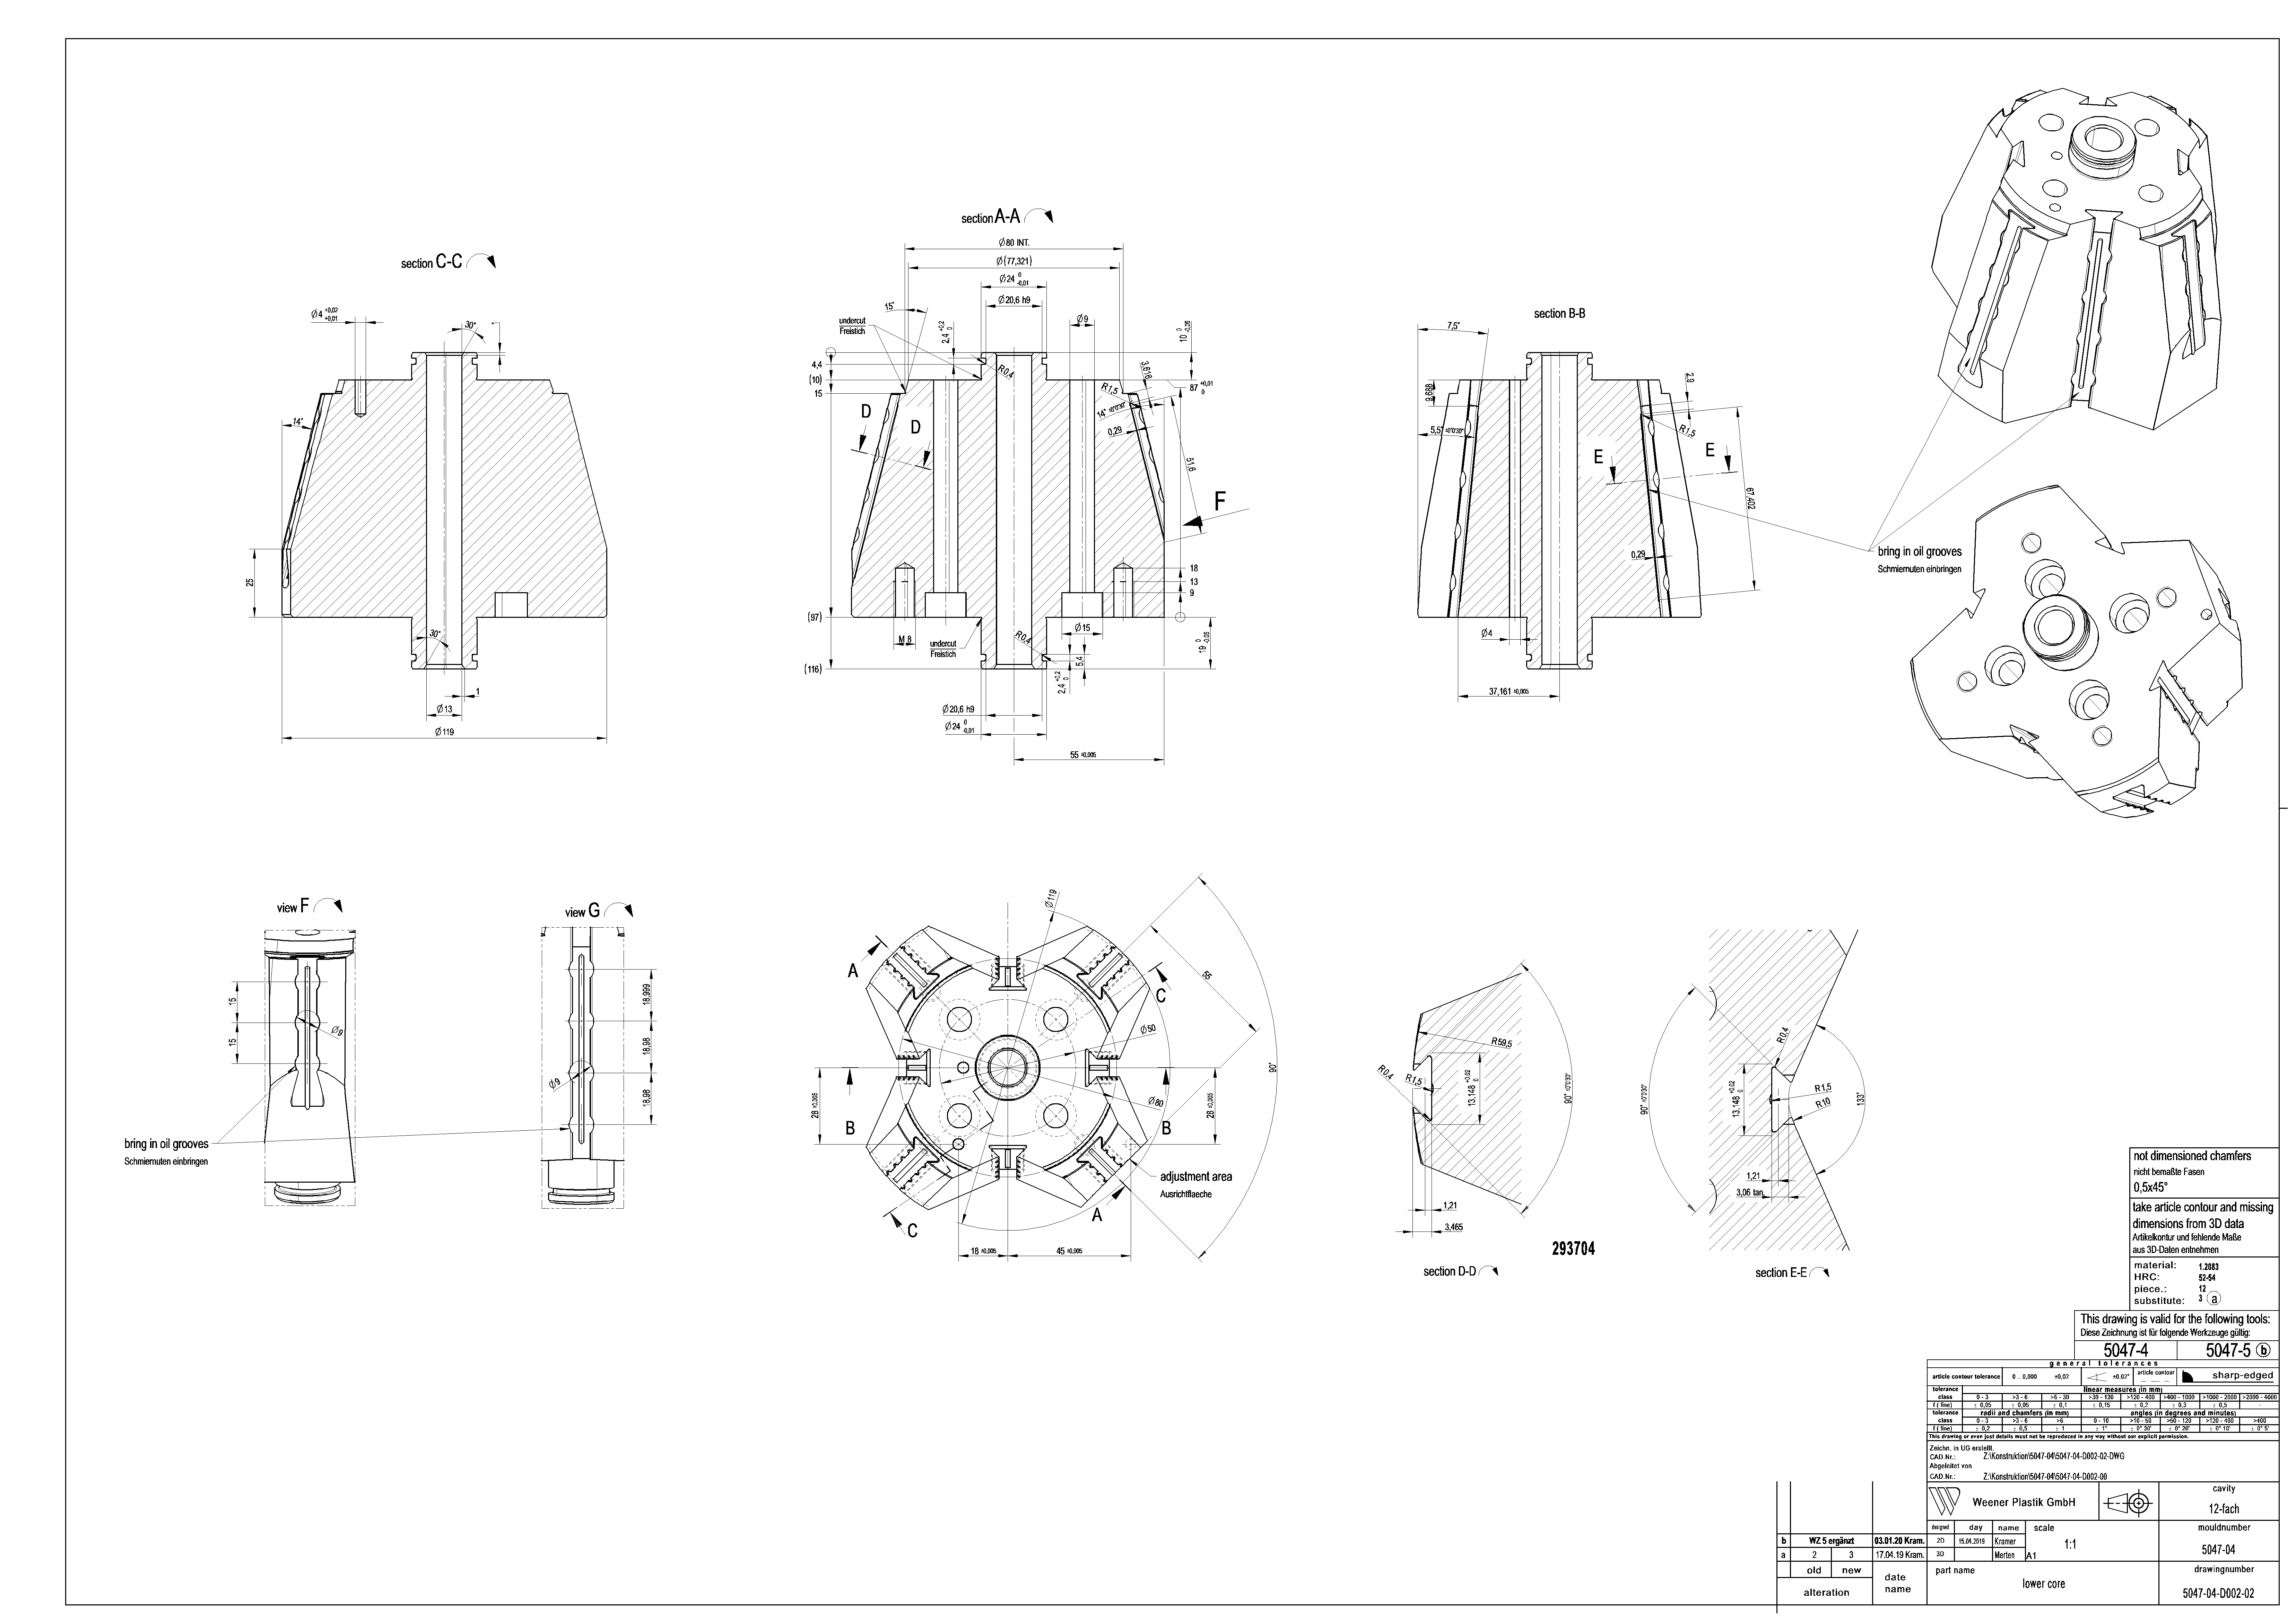 section C-C
Ø4 +0,02 +0,01
30°
14°
25
30°
1
Ø13
Ø119
section A-A
Ø80 INT.
Ø(77,321)
Ø24 0 -0,01
Ø20,6 h9
15°
undercut
Freistich
2,4 +0,2 0
Ø9
10 0 -0,05
4,4
(10)
15
R0,4
3,616
R1,5
87 +0,01 0
14° ±0°0'30"
0,29
D
D
51,6
F
18
13
9
(97)
M 8
undercut
Freistich
R0,4
Ø15
19 0 -0,05
(116)
2,4 +0,2 0
5,4
Ø20,6 h9
Ø24 0 -0,01
55 ±0,005
section B-B
7,5°
9,688
2,9
5,5° ±0°0'30"
R1,5
E
E
67,402
0,29
Ø4
37,161 ±0,005
bring in oil grooves
Schmiernuten einbringen
view F
15
15
Ø9
view G
18,999
18,98
18,98
Ø9
bring in oil grooves
Schmiernuten einbringen
Ø119
A
C
55
Ø50
90°
28 ±0,005
Ø80
28 ±0,005
B
B
adjustment area
Ausrichtflaeche
A
C
18 ±0,005
45 ±0,005
R59,5
R0,4
R1,5
13,148 +0,02 0
90° ±0°0'30"
1,21
3,465
293704
section D-D
R0,4
90° ±0°0'30"
13,148 +0,02 0
R1,5
R10
133°
1,21
3,06 tan.
section E-E
not dimensioned chamfers
nicht bemaßte Fasen
0,5x45°
take article contour and missing
dimensions from 3D data
Artikelkontur und fehlende Maße
aus 3D-Daten entnehmen
material: 1.2083
HRC: 52-54
piece.: 12
substitute: 3 a
This drawing is valid for the following tools:
Diese Zeichnung ist für folgende Werkzeuge gültig:
5047-4 5047-5 b
general tolerances
article contour tolerance 0 .. 0,000 ±0,02 ±0,02° article contour sharp-edged
tolerance linear measures (in mm)
class 0 - 3 >3 - 6 >6 - 30 >30 - 120 >120 - 400 >400 - 1000 >1000 - 2000 >2000 - 4000
f ( fine) ± 0,05 ± 0,05 ± 0,1 ± 0,15 ± 0,2 ± 0,3 ± 0,5 -
tolerance radii and chamfers (in mm) angles (in degrees and minutes)
class 0 - 3 >3 - 6 >6 0 - 10 >10 - 50 >50 - 120 >120 - 400 >400
f ( fine) ± 0,2 ± 0,5 ± 1 ± 1° ± 0° 30' ± 0° 20' ± 0° 10' ± 0° 5'
This drawing or even just details must not be reproduced in any way without our explicit permission.
Zeichn. in UG erstellt.
CAD.Nr.: Z:\Konstruktion\5047-04\5047-04-D002-02-DWG
Abgeleitet von
CAD.Nr.: Z:\Konstruktion\5047-04\5047-04-D002-00
Weener Plastik GmbH
cavity
12-fach
designed day name scale
2D 15.04.2019 Kramer
3D Merten A1
1:1
mouldnumber
5047-04
part name
lower core
drawingnumber
5047-04-D002-02
b WZ 5 ergänzt 03.01.20 Kram.
a 2 3 17.04.19 Kram.
old new
alteration
date
name